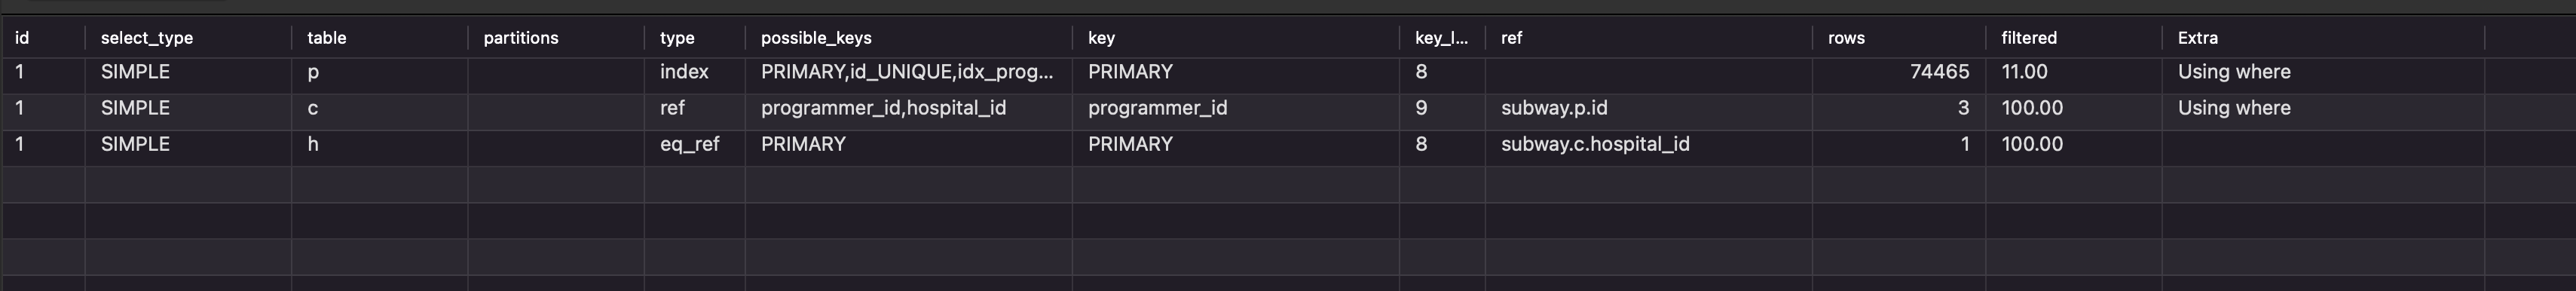 id select_type table partitions type possible_keys key key_l... ref rows filtered Extra
1 SIMPLE p index PRIMARY,id_UNIQUE,idx_prog... PRIMARY 8 74465 11.00 Using where
1 SIMPLE c ref programmer_id,hospital_id programmer_id 9 subway.p.id 3 100.00 Using where
1 SIMPLE h eq_ref PRIMARY PRIMARY 8 subway.c.hospital_id 1 100.00